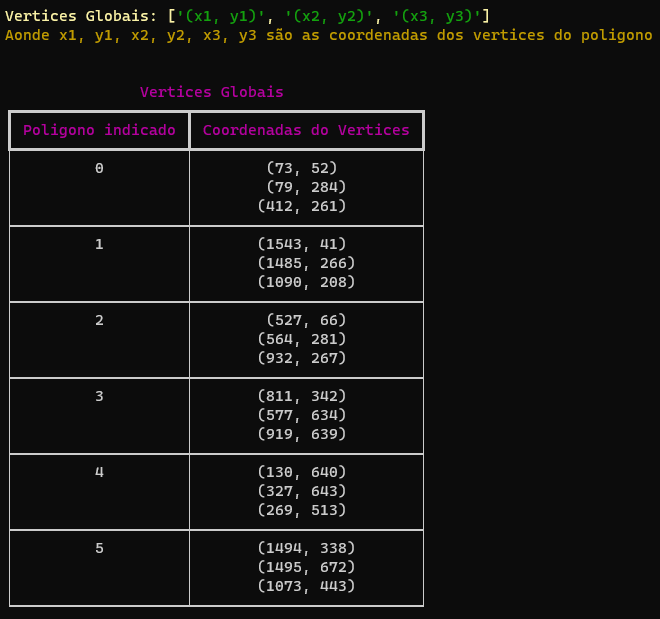 Vertices Globais: ['(x1, y1)', '(x2, y2)', '(x3, y3)']
Aonde x1, y1, x2, y2, x3, y3 são as coordenadas dos vertices do poligono
Vertices Globais
Poligono indicado Coordenadas do Vertices
0 (73, 52)
(79, 284)
(412, 261)
1 (1543, 41)
(1485, 266)
(1090, 208)
2 (527, 66)
(564, 281)
(932, 267)
3 (811, 342)
(577, 634)
(919, 639)
4 (130, 640)
(327, 643)
(269, 513)
5 (1494, 338)
(1495, 672)
(1073, 443)